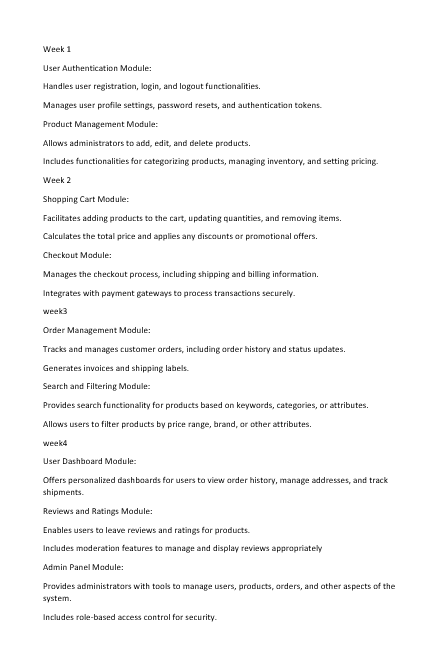 Week 1
User Authentication Module:
Handles user registration, login, and logout functionalities.
Manages user profile settings, password resets, and authentication tokens.
Product Management Module:
Allows administrators to add, edit, and delete products.
Includes functionalities for categorizing products, managing inventory, and setting pricing.
Week 2
Shopping Cart Module:
Facilitates adding products to the cart, updating quantities, and removing items.
Calculates the total price and applies any discounts or promotional offers.
Checkout Module:
Manages the checkout process, including shipping and billing information.
Integrates with payment gateways to process transactions securely.
week3
Order Management Module:
Tracks and manages customer orders, including order history and status updates.
Generates invoices and shipping labels.
Search and Filtering Module:
Provides search functionality for products based on keywords, categories, or attributes.
Allows users to filter products by price range, brand, or other attributes.
week4
User Dashboard Module:
Offers personalized dashboards for users to view order history, manage addresses, and track
shipments.
Reviews and Ratings Module:
Enables users to leave reviews and ratings for products.
Includes moderation features to manage and display reviews appropriately
Admin Panel Module:
Provides administrators with tools to manage users, products, orders, and other aspects of the
system.
Includes role-based access control for security.